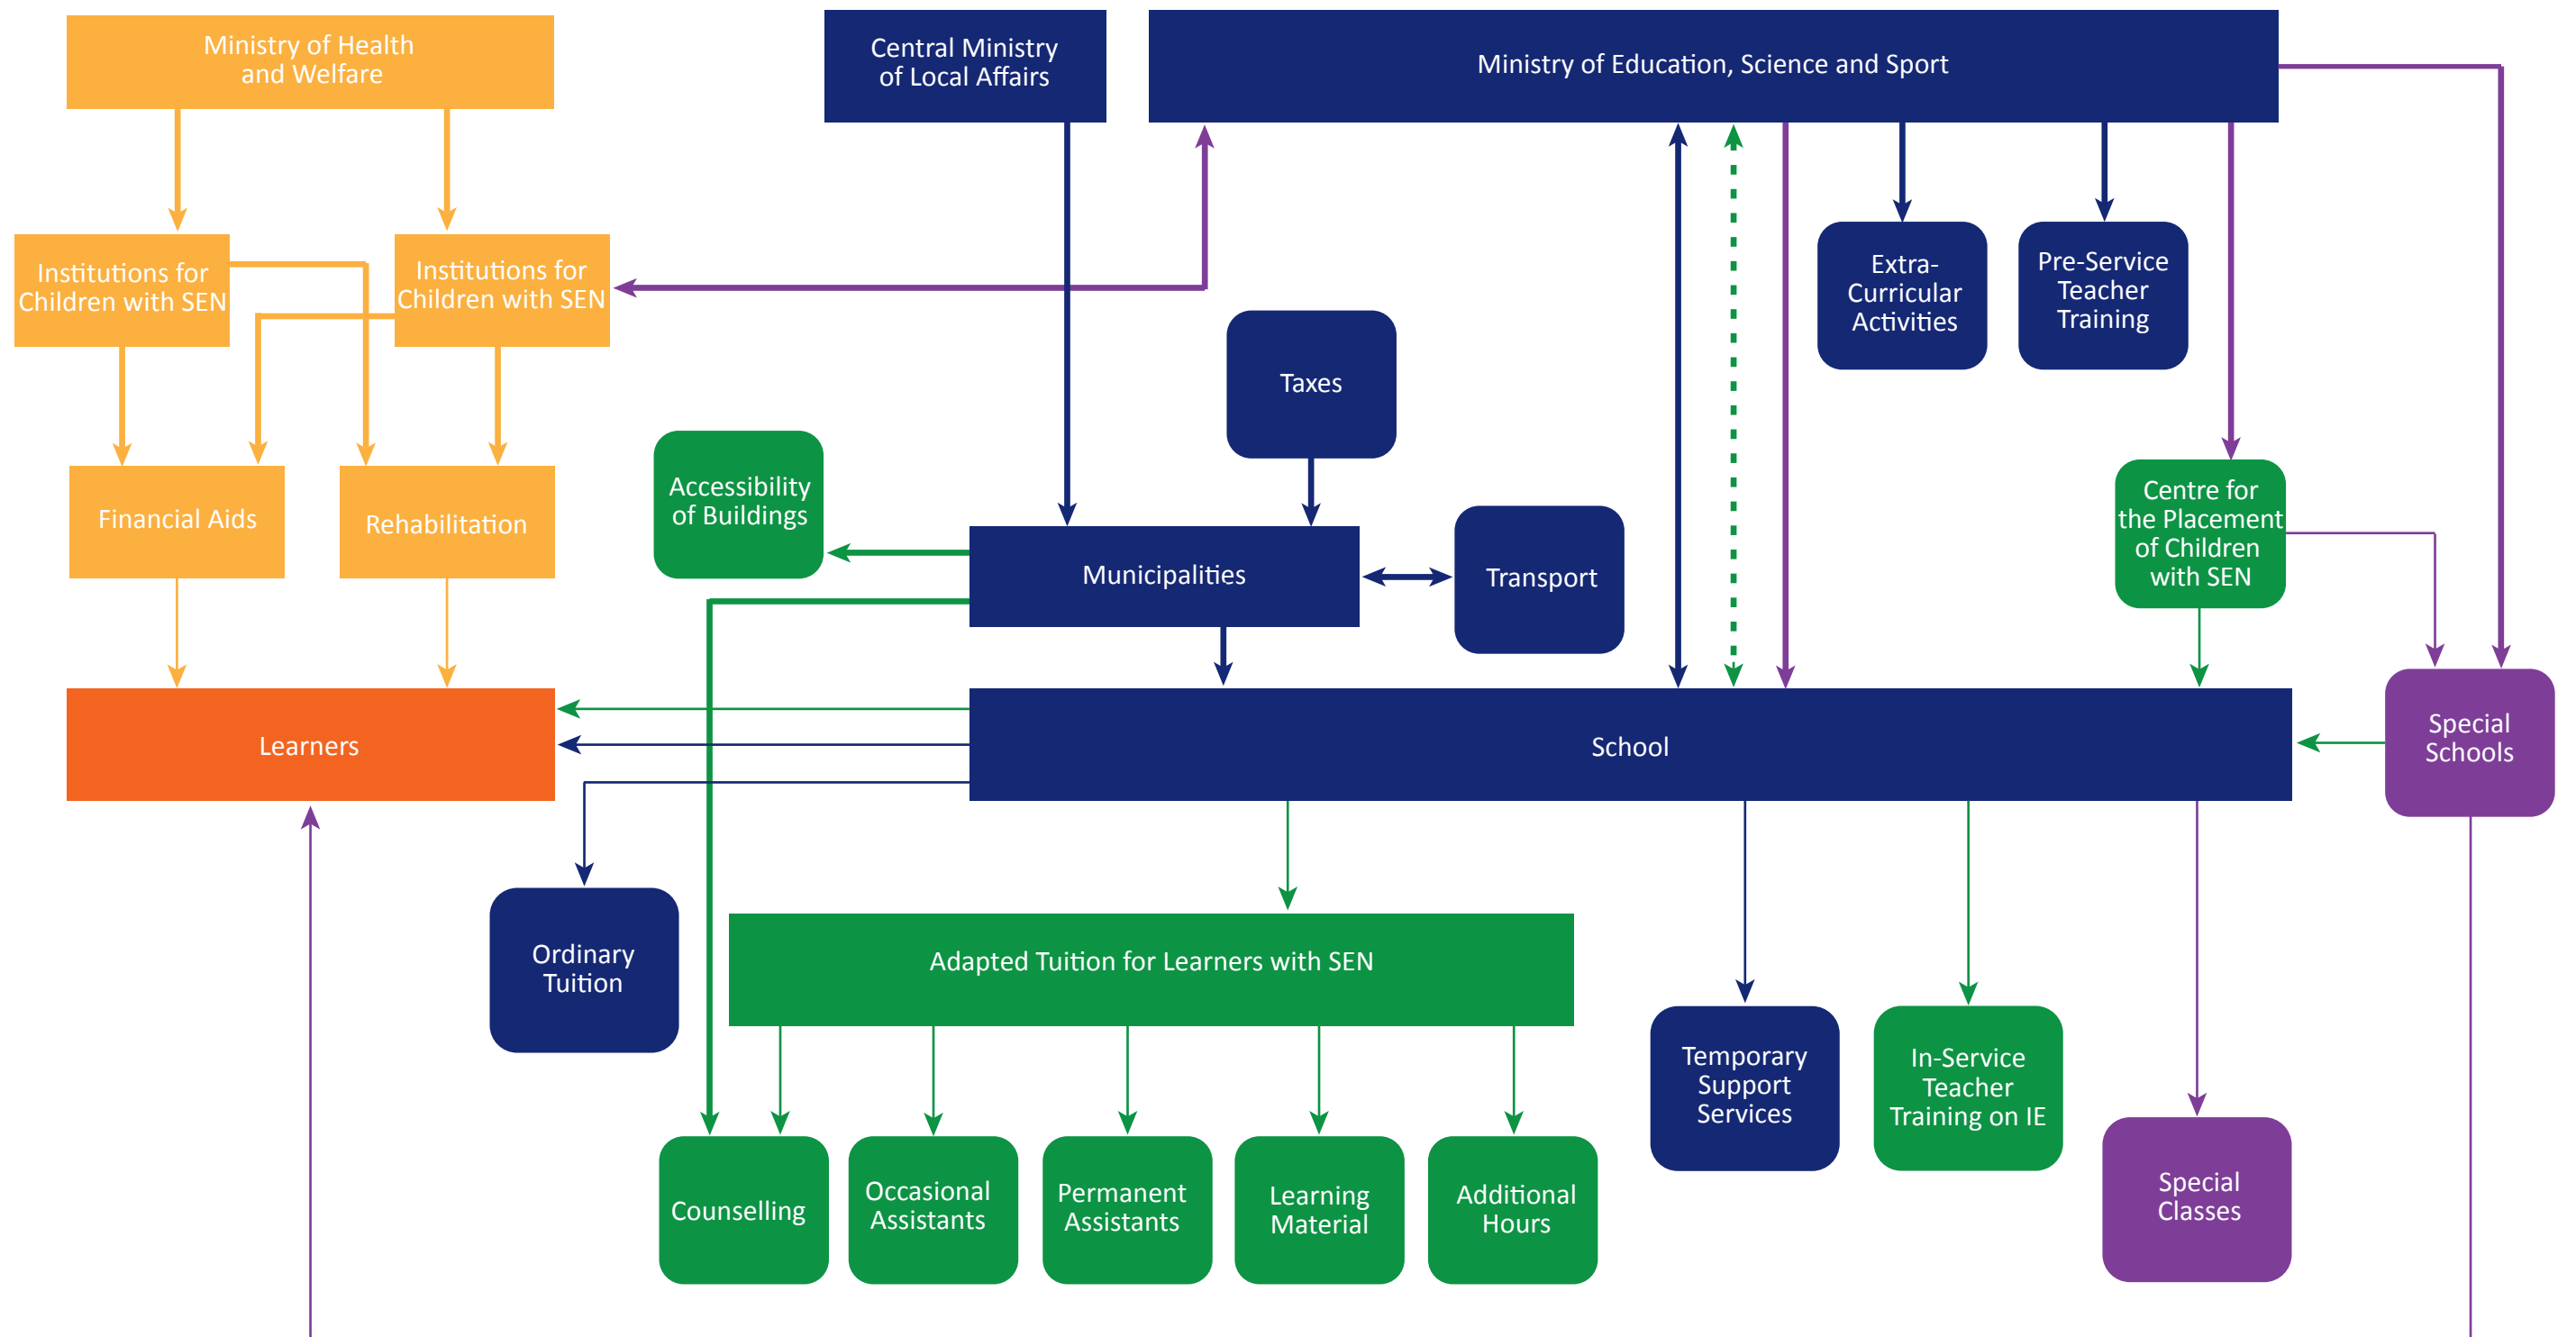 Ministry of Health
and Welfare
Central Ministry
of Local Affairs
Ministry of Education, Science and Sport
Institutions for
Children with SEN
Institutions for
Children with SEN
Extra-
Curricular
Activities
Pre-Service
Teacher
Training
Taxes
Accessibility
of Buildings
Financial Aids
Rehabilitation
Municipalities
Transport
Centre for
the Placement
of Children
with SEN
Learners
School
Special
Schools
Ordinary
Tuition
Adapted Tuition for Learners with SEN
Temporary
Support
Services
In-Service
Teacher
Training on IE
Counselling
Occasional
Assistants
Permanent
Assistants
Learning
Material
Additional
Hours
Special
Classes